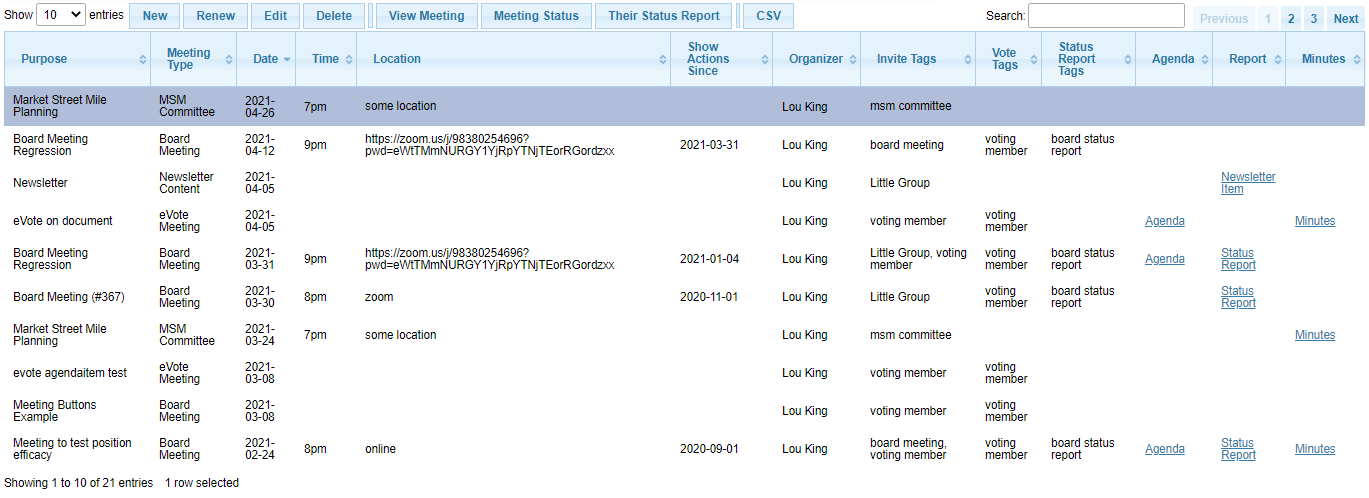 Show 10 entries New Renew Edit Delete View Meeting Meeting Status Their Status Report CSV Search: Previous 1 2 3 Next
Purpose Meeting Type Date Time Location Show Actions Since Organizer Invite Tags Vote Tags Status Report Tags Agenda Report Minutes
Market Street Mile Planning MSM Committee 2021-04-26 7pm some location Lou King msm committee
Board Meeting Regression Board Meeting 2021-04-12 9pm https://zoom.us/j/98380254696?pwd=eWtTMmNURGY1YjRpYTNjTEorRGordzxx 2021-03-31 Lou King board meeting voting member board status report
Newsletter Newsletter Content 2021-04-05 Lou King Little Group Newsletter Item
eVote on document eVote Meeting 2021-04-05 Lou King voting member voting member Agenda Minutes
Board Meeting Regression Board Meeting 2021-03-31 9pm https://zoom.us/j/98380254696?pwd=eWtTMmNURGY1YjRpYTNjTEorRGordzxx 2021-01-04 Lou King Little Group, voting member voting member board status report Agenda Status Report
Board Meeting (#367) Board Meeting 2021-03-30 8pm zoom 2020-11-01 Lou King Little Group voting member board status report Status Report
Market Street Mile Planning MSM Committee 2021-03-24 7pm some location Lou King msm committee Minutes
evote agendaitem test eVote Meeting 2021-03-08 Lou King voting member voting member
Meeting Buttons Example Board Meeting 2021-03-08 Lou King voting member voting member
Meeting to test position efficacy Board Meeting 2021-02-24 8pm online 2020-09-01 Lou King board meeting, voting member voting member board status report Agenda Status Report Minutes
Showing 1 to 10 of 21 entries 1 row selected